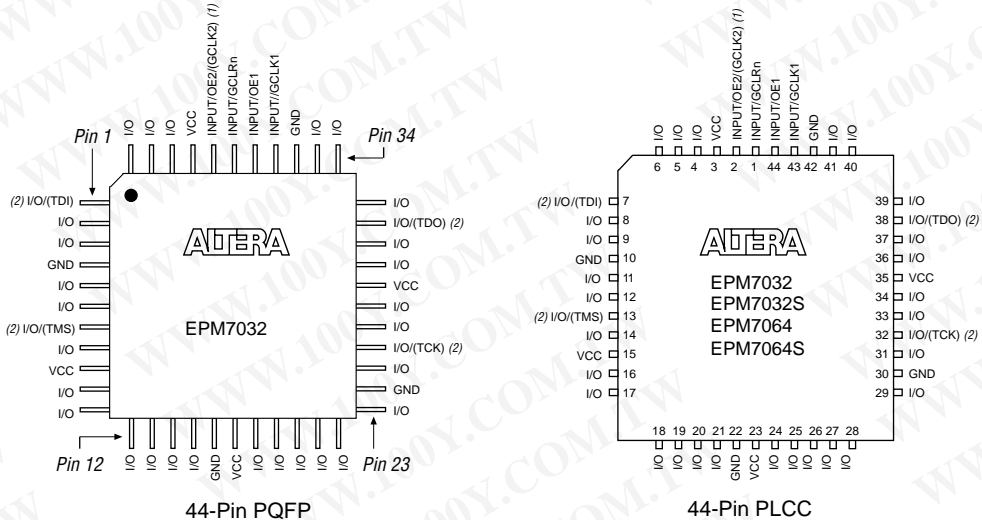 I/O
I/O
I/O
VCC
INPUT/OE2/(GCLK2) (1)
INPUT/GCLRn
INPUT/OE1
INPUT//GCLK1
GND
I/O
I/O
Pin 1
Pin 34
(2) I/O/(TDI)
I/O
I/O
GND
I/O
I/O
(2) I/O/(TMS)
I/O
VCC
I/O
I/O
ALTERA
EPM7032
I/O
I/O/(TDO) (2)
I/O
I/O
VCC
I/O
I/O
I/O/(TCK) (2)
I/O
GND
I/O
Pin 12
I/O
I/O
I/O
I/O
GND
VCC
I/O
I/O
I/O
I/O
I/O
Pin 23
44-Pin PQFP
I/O
I/O
I/O
VCC
INPUT/OE2/(GCLK2) (1)
INPUT/GCLRn
INPUT/OE1
INPUT/GCLK1
GND
I/O
I/O
6 5 4 3 2 1 44 43 42 41 40
(2) I/O/(TDI) 7
I/O 8
I/O 9
GND 10
I/O 11
I/O 12
(2) I/O/(TMS) 13
I/O 14
VCC 15
I/O 16
I/O 17
ALTERA
EPM7032
EPM7032S
EPM7064
EPM7064S
39 I/O
38 I/O/(TDO) (2)
37 I/O
36 I/O
35 VCC
34 I/O
33 I/O
32 I/O/(TCK) (2)
31 I/O
30 GND
29 I/O
18 19 20 21 22 23 24 25 26 27 28
I/O
I/O
I/O
I/O
GND
VCC
I/O
I/O
I/O
I/O
I/O
44-Pin PLCC
WWW.100Y.COM.TW